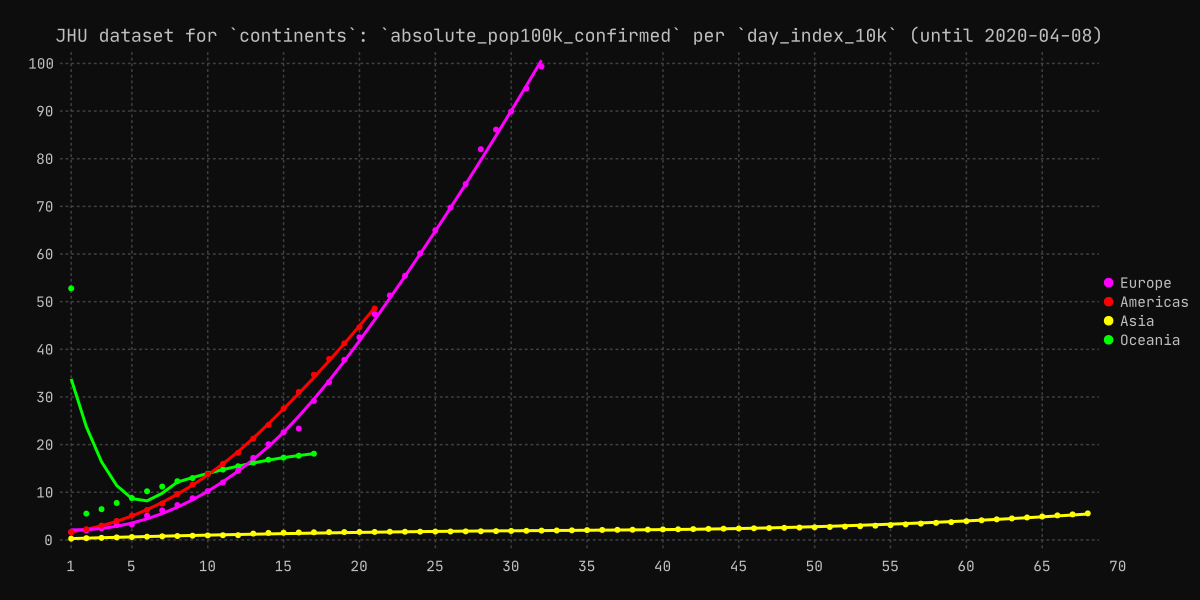 JHU dataset for `continents`: `absolute_pop100k_confirmed` per `day_index_10k` (until 2020-04-08)
100
90
80
70
60
50
40
30
20
10
0
1 5 10 15 20 25 30 35 40 45 50 55 60 65 70
Europe
Americas
Asia
Oceania